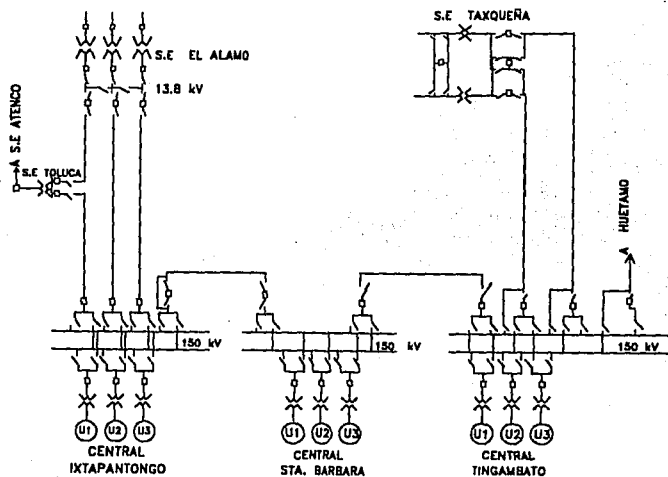 S.E TAXQUEÑA
S.E EL ALAMO
13.8 kV
A S.E ATENCO
S.E TOLUCA
A HUETAMO
150 kV
150 kV
150 kV
U1 U2 U3
U1 U2 U3
U1 U2 U3
CENTRAL
IXTAPANTONGO
CENTRAL
STA. BARBARA
CENTRAL
TINGAMBATO